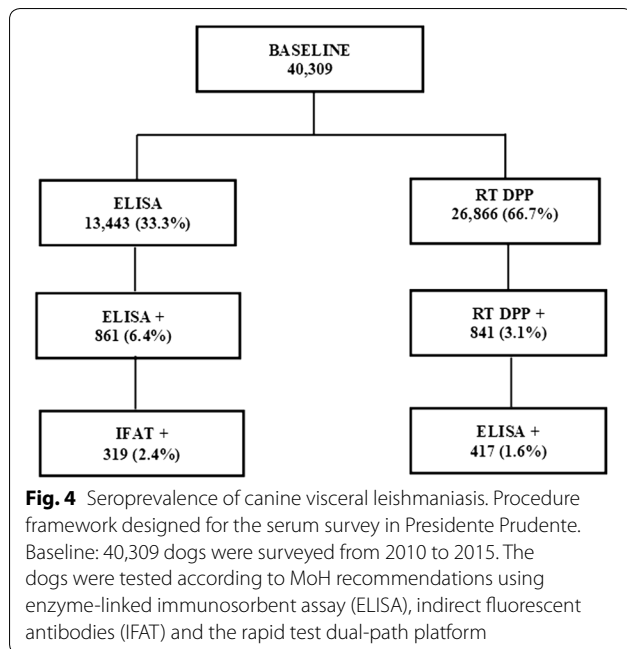 BASELINE
40,309
ELISA
13,443 (33.3%)
RT DPP
26,866 (66.7%)
ELISA +
861 (6.4%)
RT DPP +
841 (3.1%)
IFAT +
319 (2.4%)
ELISA +
417 (1.6%)
Fig. 4 Seroprevalence of canine visceral leishmaniasis. Procedure
framework designed for the serum survey in Presidente Prudente.
Baseline: 40,309 dogs were surveyed from 2010 to 2015. The
dogs were tested according to MoH recommendations using
enzyme-linked immunosorbent assay (ELISA), indirect fluorescent
antibodies (IFAT) and the rapid test dual-path platform